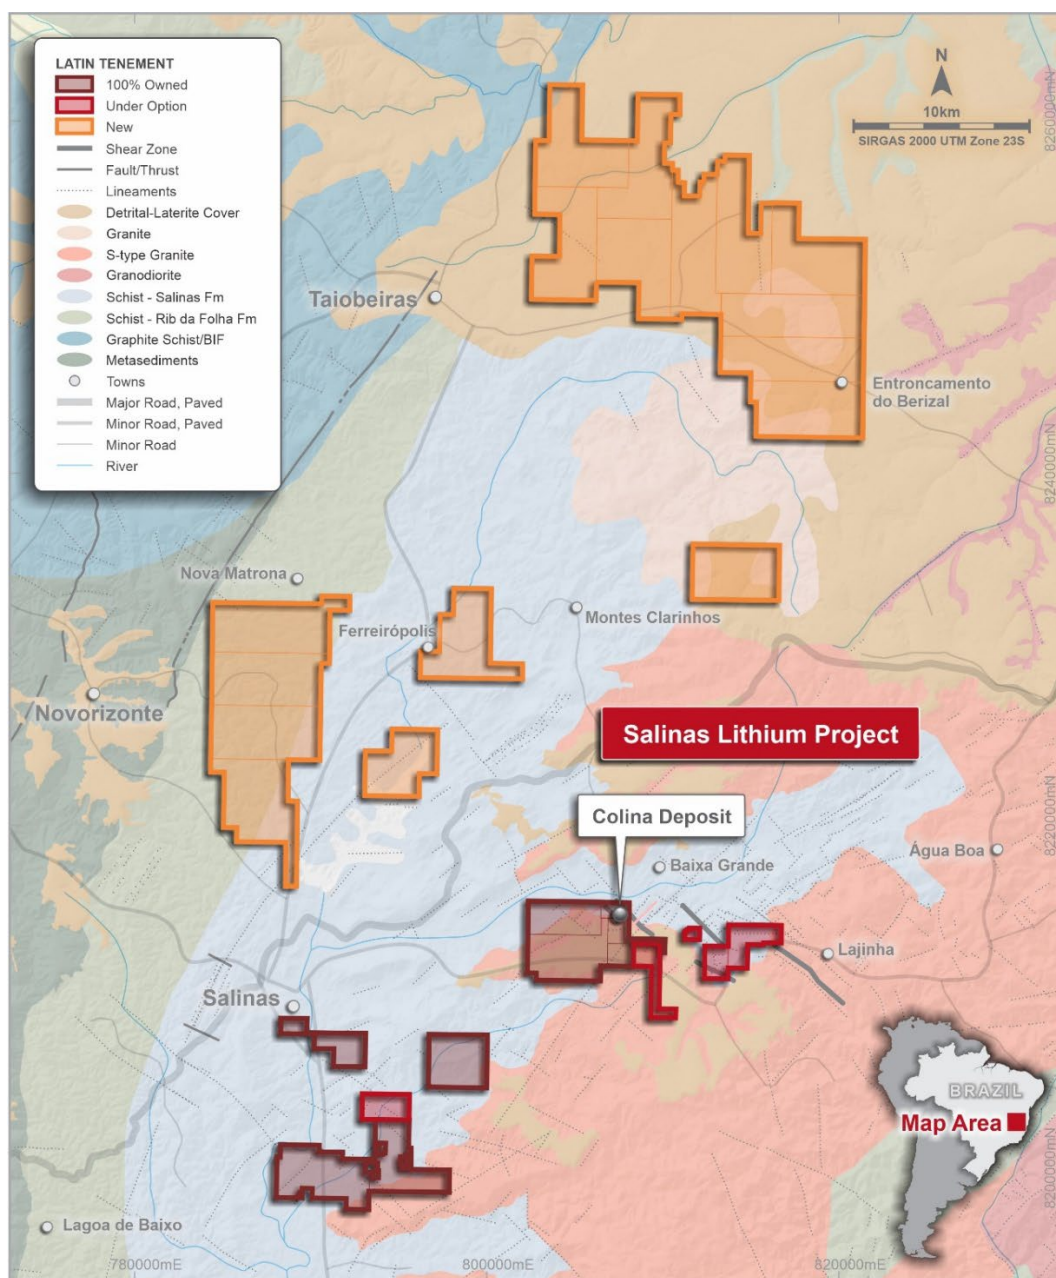 LATIN TENEMENT
100% Owned
Under Option
New
Shear Zone
Fault/Thrust
Lineaments
Detrital-Laterite Cover
Granite
S-type Granite
Granodiorite
Schist - Salinas Fm
Schist - Rib da Folha Fm
Graphite Schist/BIF
Metasediments
Towns
Major Road, Paved
Minor Road, Paved
Minor Road
River
N
10km
SIRGAS 2000 UTM Zone 23S
8260000mN
Taiobeiras
Entroncamento
do Berizal
8240000mN
Nova Matrona
Ferreirópolis
Montes Clarinhos
Novorizonte
Salinas Lithium Project
Colina Deposit
8220000mN
Baixa Grande
Água Boa
Lajinha
Salinas
BRAZIL
Map Area
8200000mN
Lagoa de Baixo
780000mE
800000mE
820000mE